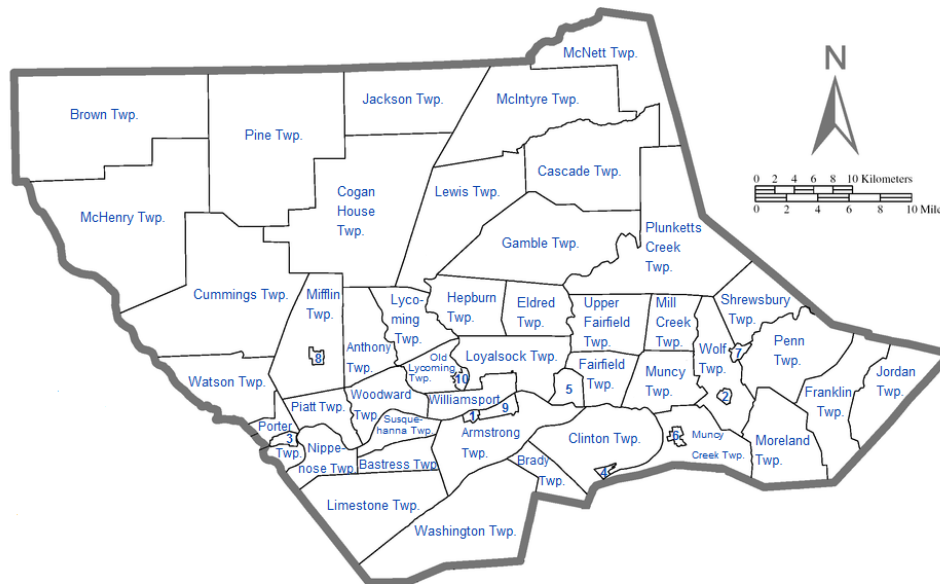 McNett Twp.
N
Brown Twp.
Jackson Twp.
McIntyre Twp.
Pine Twp.
Cascade Twp.
0 2 4 6 8 10 Kilometers
0 2 4 6 8 10 Mile
Cogan
House
Twp.
Lewis Twp.
McHenry Twp.
Plunketts
Creek
Twp.
Gamble Twp.
Cummings Twp.
Mifflin
Twp.
Lyco-
ming
Twp.
Hepburn
Twp.
Eldred
Twp.
Upper
Fairfield
Twp.
Mill
Creek
Twp.
Shrewsbury
Twp.
Penn
Twp.
8
Anthony
Twp.
Old
Lycoming
Twp.
10
Loyalsock Twp.
Wolf
Twp.
7
Watson Twp.
Fairfield
Twp.
Muncy
Twp.
Franklin
Twp.
Jordan
Twp.
5
2
Piatt Twp.
Woodward
Twp.
Williamsport
9
1
Porter
Twp.
3
Susque-
hanna Twp.
Armstrong
Twp.
Clinton Twp.
6
Muncy
Creek Twp.
Moreland
Twp.
Nippe-
nose Twp.
Bastress Twp.
Brady
Twp.
4
Limestone Twp.
Washington Twp.